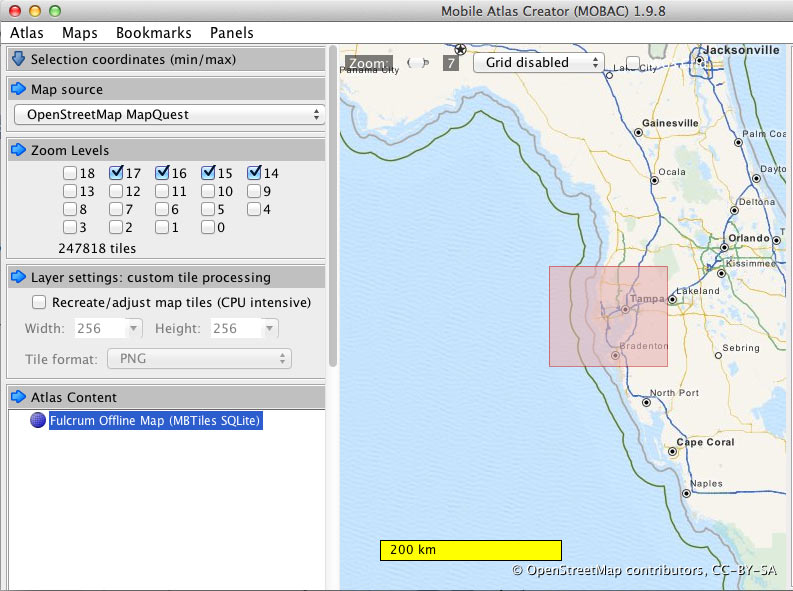 Mobile Atlas Creator (MOBAC) 1.9.8
Atlas Maps Bookmarks Panels
Selection coordinates (min/max)
Map source
OpenStreetMap MapQuest
Zoom Levels
18 17 16 15 14
13 12 11 10 9
8 7 6 5 4
3 2 1 0
247818 tiles
Layer settings: custom tile processing
Recreate/adjust map tiles (CPU intensive)
Width: 256 Height: 256
Tile format: PNG
Atlas Content
Fulcrum Offline Map (MBTiles SQLite)
Zoom: 7 Grid disabled
Jacksonville
Panama City
Lake City
Gainesville
Palm Coa
Ocala
Dayto
Deltona
Orlando
T
Kissimmee
Lakeland
Tampa
Bradenton
Sebring
North Port
Cape Coral
Naples
200 km
© OpenStreetMap contributors, CC-BY-SA